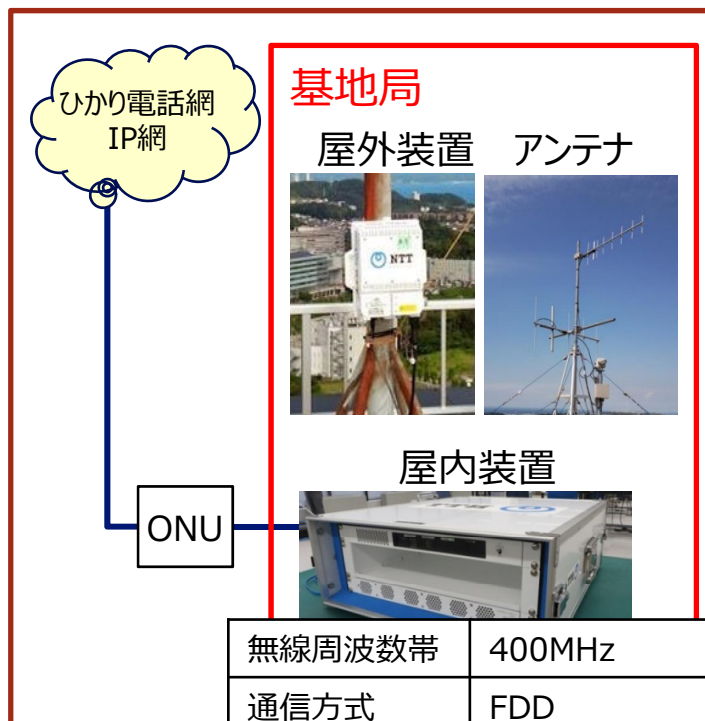 ひかり電話網
IP網
基地局
屋外装置 アンテナ
NTT
屋内装置
ONU
無線周波数帯 400MHz
通信方式 FDD